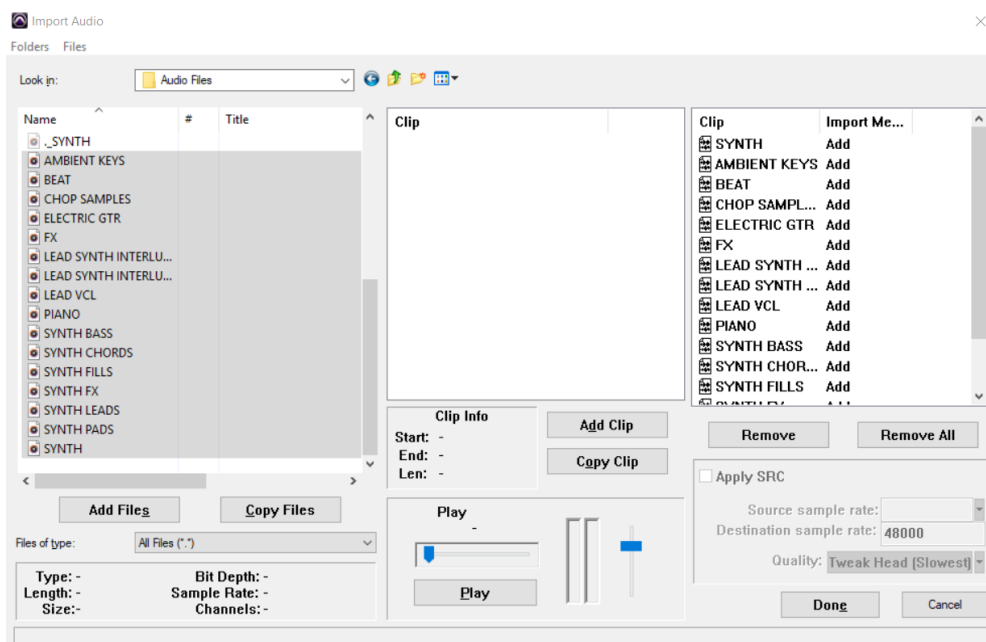 Import Audio
Folders Files
Look in: Audio Files
Name # Title
._SYNTH
AMBIENT KEYS
BEAT
CHOP SAMPLES
ELECTRIC GTR
FX
LEAD SYNTH INTERLU...
LEAD SYNTH INTERLU...
LEAD VCL
PIANO
SYNTH BASS
SYNTH CHORDS
SYNTH FILLS
SYNTH FX
SYNTH LEADS
SYNTH PADS
SYNTH
Add Files Copy Files
Files of type: All Files (*.*)
Type: - Bit Depth: -
Length: - Sample Rate: -
Size:- Channels: -
Clip
Clip Info
Start: -
End: -
Len: -
Add Clip
Copy Clip
Play
-
Play
Clip Import Me...
SYNTH Add
AMBIENT KEYS Add
BEAT Add
CHOP SAMPL... Add
ELECTRIC GTR Add
FX Add
LEAD SYNTH ... Add
LEAD SYNTH ... Add
LEAD VCL Add
PIANO Add
SYNTH BASS Add
SYNTH CHOR... Add
SYNTH FILLS Add
Remove Remove All
Apply SRC
Source sample rate:
Destination sample rate: 48000
Quality: Tweak Head (Slowest)
Done Cancel